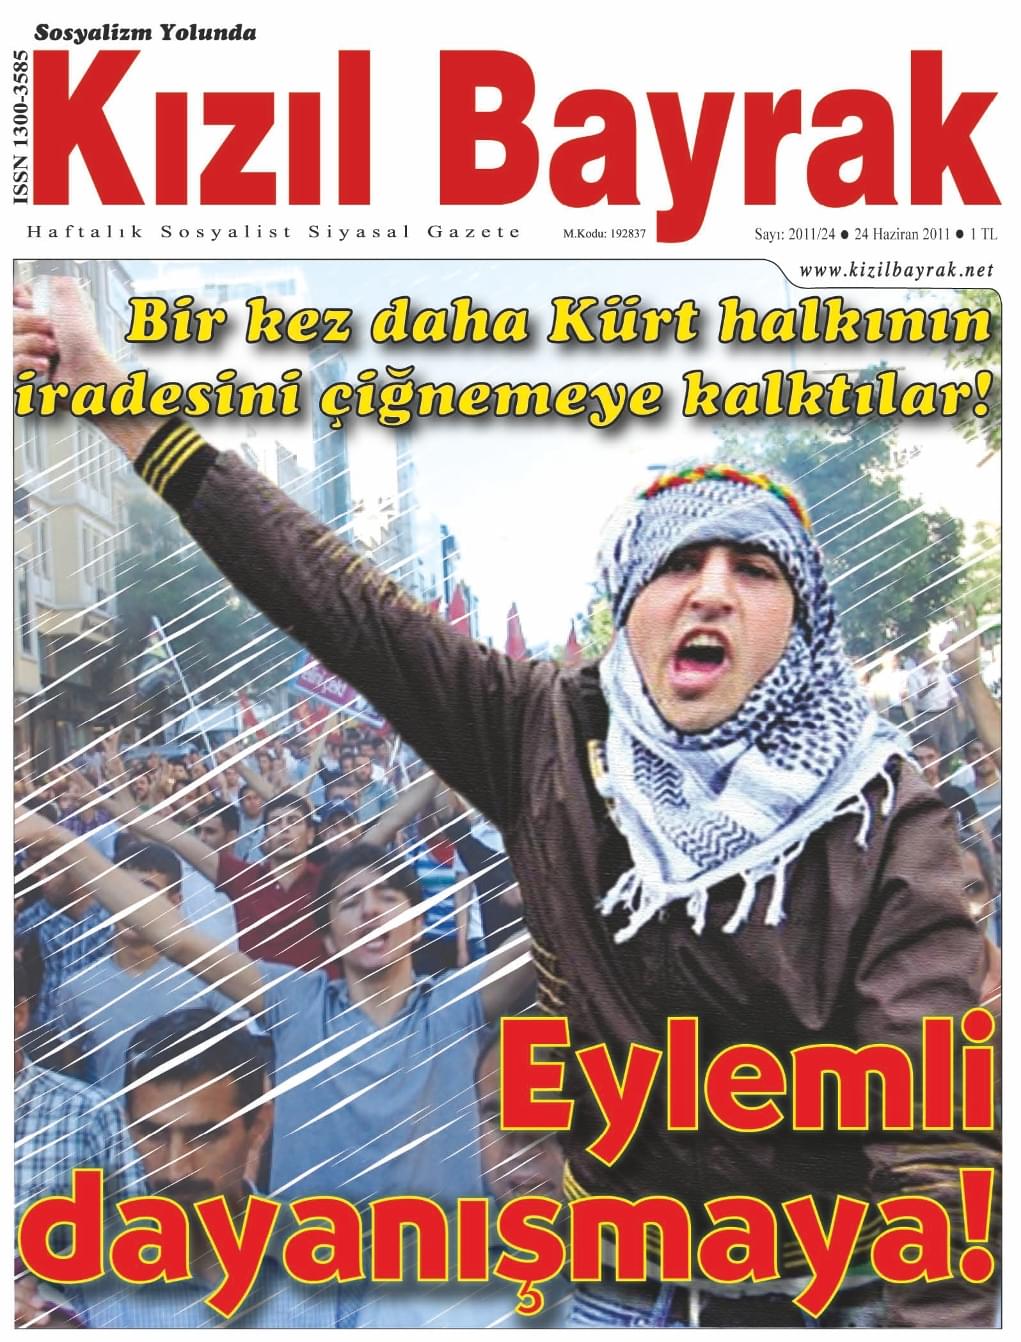 Sosyalizm Yolunda
ISSN 1300-3585
Kızıl Bayrak
Haftalık Sosyalist Siyasal Gazete M.Kodu: 192837 Sayı: 2011/24 ● 24 Haziran 2011 ● 1 TL
www.kizilbayrak.net
Bir kez daha Kürt halkının
iradesini çiğnemeye kalktılar!
Eylemli
dayanışmaya!